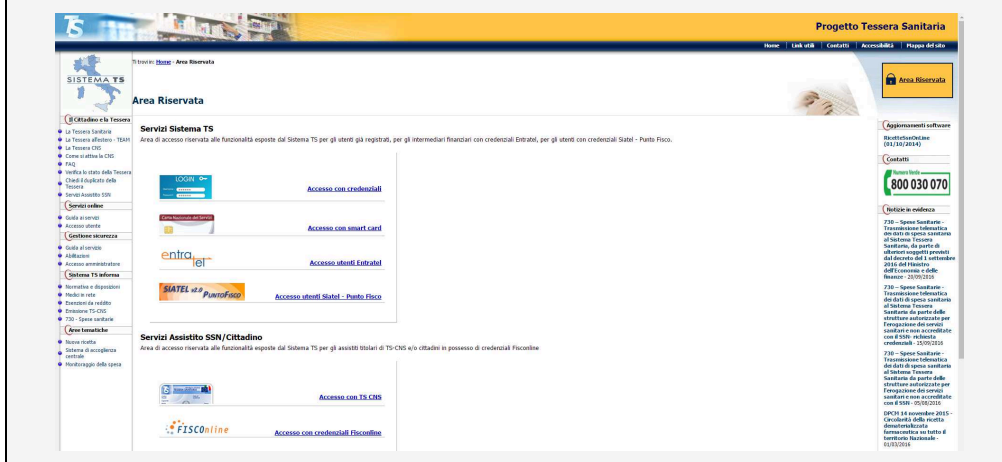 TS
Progetto Tessera Sanitaria
Home | Link utili | Contatti | Accessibilità | Mappa del sito
SISTEMA TS
Ti trovi in: Home - Area Riservata
Area Riservata
Area Riservata
Il Cittadino e la Tessera
La Tessera Sanitaria
La Tessera all'estero - TEAM
La Tessera CNS
Come si attiva la CNS
FAQ
Verifica lo stato della Tessera
Chiedi il duplicato della
Tessera
Servizi Assistito SSN
Servizi online
Guida ai servizi
Accesso utente
Gestione sicurezza
Guida al servizio
Abilitazioni
Accesso amministratore
Sistema TS informa
Normativa e disposizioni
Medici in rete
Esenzioni da reddito
Emissione TS-CNS
730 - Spese sanitarie
Aree tematiche
Nuova ricetta
Sistema di accoglienza
centrale
Monitoraggio della spesa
Servizi Sistema TS
Area di accesso riservata alle funzionalità esposte dal Sistema TS per gli utenti già registrati, per gli intermediari finanziari con credenziali Entratel, per gli utenti con credenziali Siatel - Punto Fisco.
LOGIN
Accesso con credenziali
Carta Nazionale dei Servizi
Accesso con smart card
entratel
Accesso utenti Entratel
SIATEL v2.0 PUNTOFISCO
Accesso utenti Siatel - Punto Fisco
Servizi Assistito SSN/Cittadino
Area di accesso riservata alle funzionalità esposte dal Sistema TS per gli assistiti titolari di TS-CNS e/o cittadini in possesso di credenziali Fisconline
Accesso con TS CNS
FISCOnline
Accesso con credenziali Fisconline
Aggiornamenti software
RicetteSonOnLine
(01/10/2014)
Contatti
Numero Verde
800 030 070
Notizie in evidenza
730 – Spese Sanitarie -
Trasmissione telematica
dei dati di spesa sanitaria
al Sistema Tessera
Sanitaria, da parte di
ulteriori soggetti previsti
dal decreto del 1 settembre
2016 del Ministro
dell'Economia e delle
finanze - 20/09/2016
730 – Spese Sanitarie -
Trasmissione telematica
dei dati di spesa sanitaria
al Sistema Tessera
Sanitaria da parte delle
strutture autorizzate per
l'erogazione dei servizi
sanitari e non accreditate
con il SSN- richiesta
credenziali - 15/09/2016
730 – Spese Sanitarie -
Trasmissione telematica
dei dati di spesa sanitaria
al Sistema Tessera
Sanitaria da parte delle
strutture autorizzate per
l'erogazione dei servizi
sanitari e non accreditate
con il SSN - 05/08/2016
DPCM 14 novembre 2015 -
Circolarità della ricetta
dematerializzata
farmaceutica su tutto il
territorio Nazionale -
01/03/2016